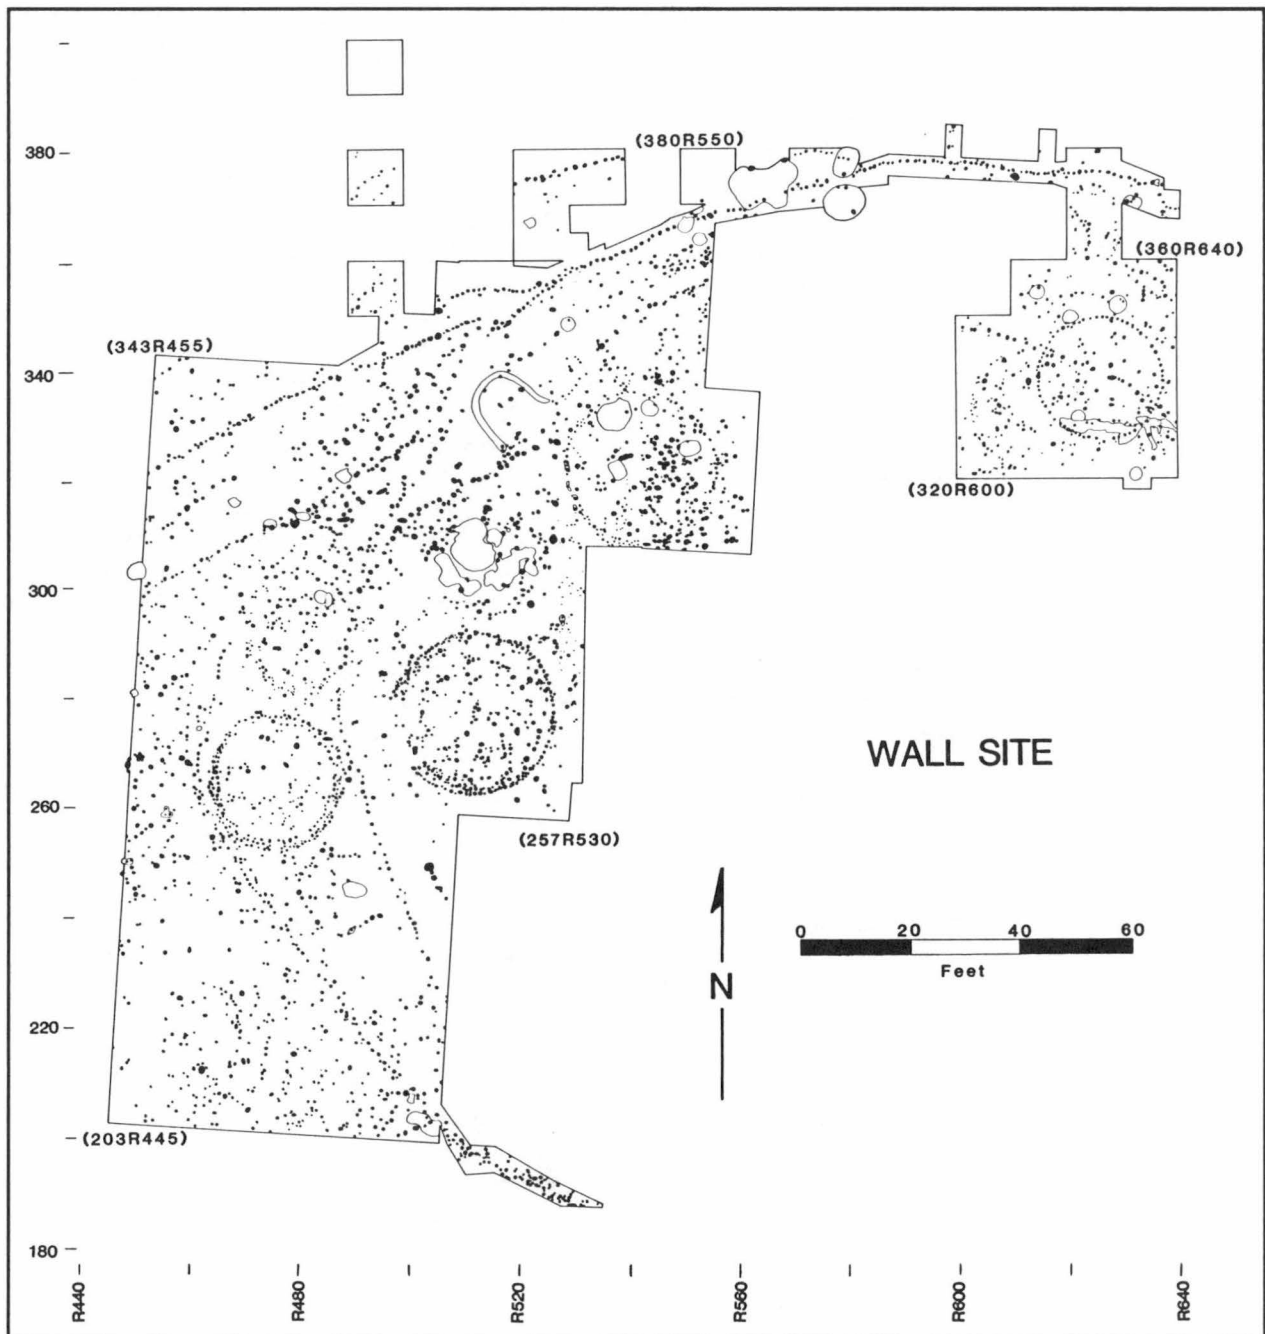 (380R550)
380
(360R640)
(343R455)
340
(320R600)
300
WALL SITE
260
(257R530)
0 20 40 60
Feet
N
220
(203R445)
180
R440 R480 R520 R560 R600 R640